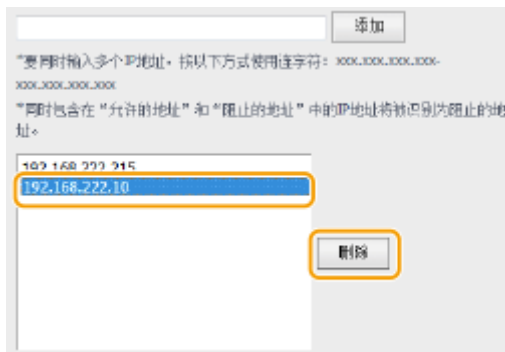 添加
*要同时输入多个IP地址，按以下方式使用连字符：xxx.xxx.xxx.xxx-
xxx.xxx.xxx.xxx
*同时包含在“允许的地址”和“阻止的地址”中的IP地址将被识别为阻止的地
址。
192.168.222.215
192.168.222.10
删除